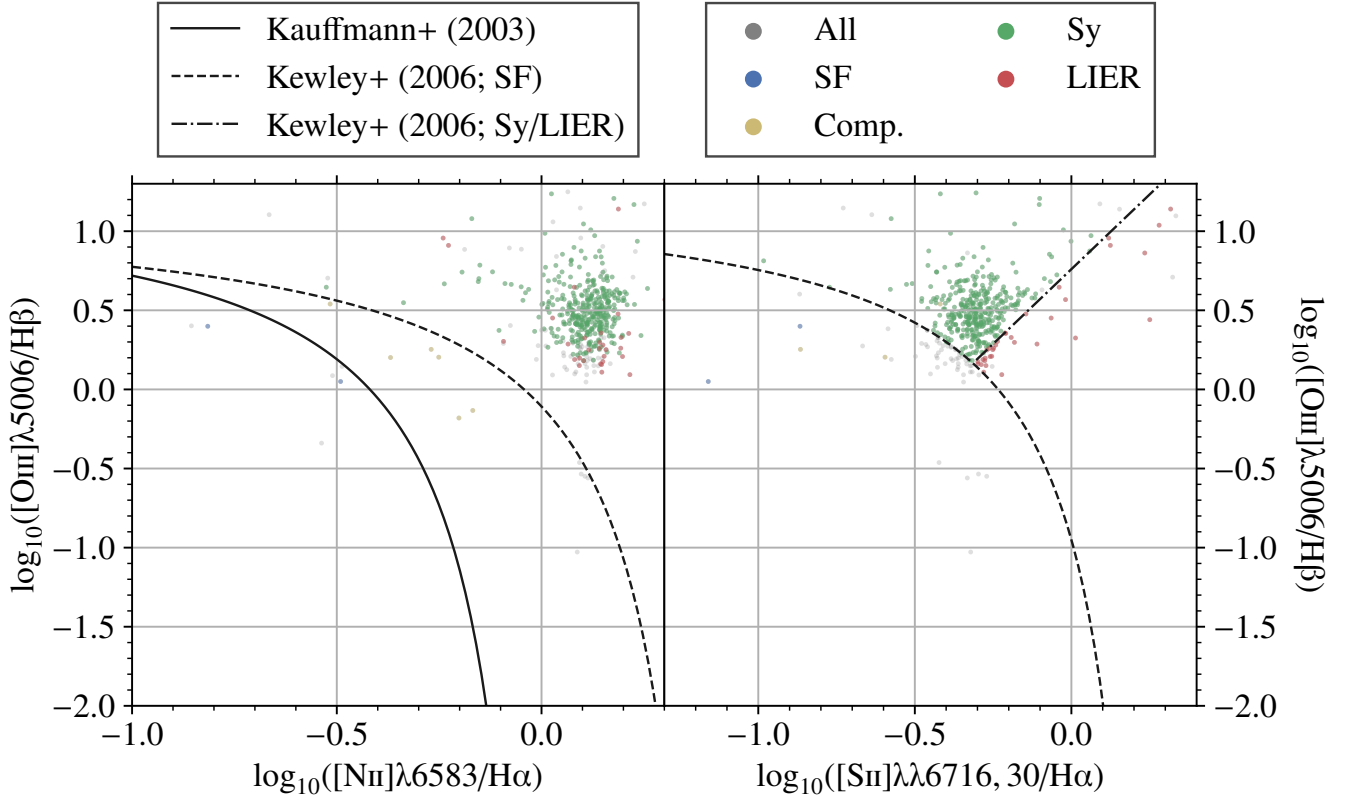 Kauffmann+ (2003)
Kewley+ (2006; SF)
Kewley+ (2006; Sy/LIER)
All
SF
Comp.
Sy
LIER
log₁₀([OIII]λ5006/Hβ)
1.0
0.5
0.0
−0.5
−1.0
−1.5
−2.0
-1.0
−0.5
0.0
log₁₀([NII]λ6583/Hα)
-1.0
−0.5
0.0
log₁₀([SII]λλ6716, 30/Hα)
1.0
0.5
0.0
−0.5
−1.0
−1.5
−2.0
log₁₀([OIII]λ5006/Hβ)